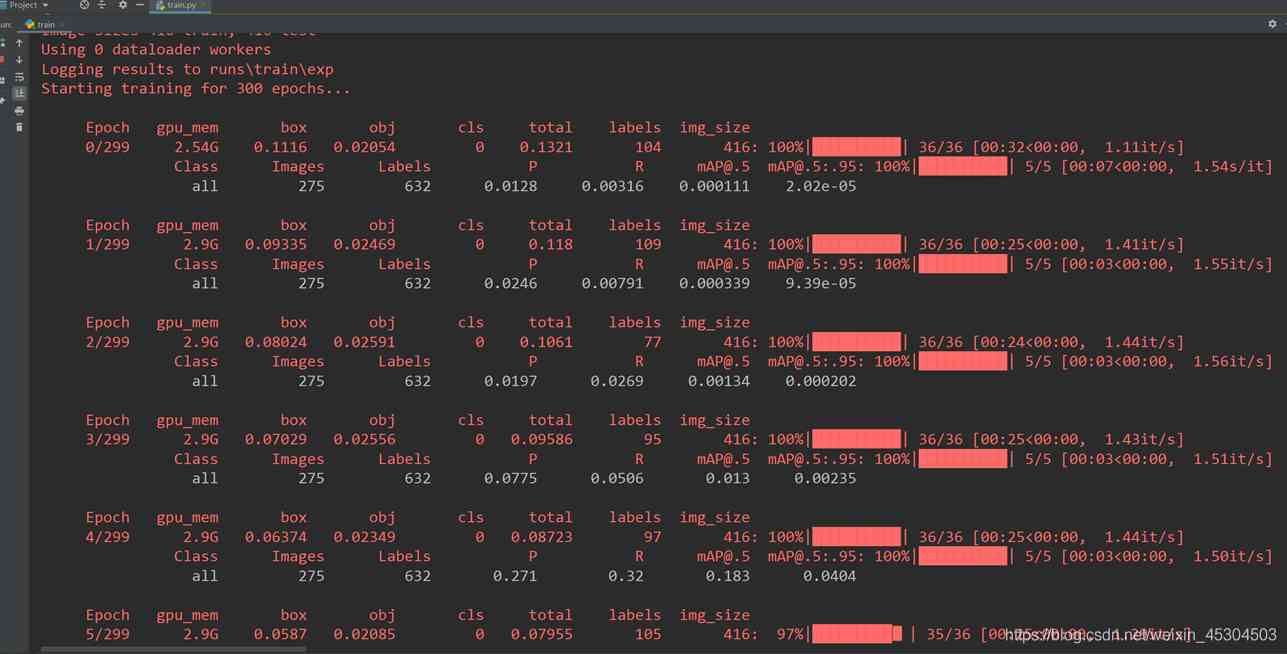 Project
train.py
un:
train
Image sizes 416 train, 416 test
Using 0 dataloader workers
Logging results to runs\train\exp
Starting training for 300 epochs...
Epoch gpu_mem box obj cls total labels img_size
0/299 2.54G 0.1116 0.02054 0 0.1321 104 416: 100%|██████████| 36/36 [00:32<00:00, 1.11it/s]
Class Images Labels P R mAP@.5 mAP@.5:.95: 100%|██████████| 5/5 [00:07<00:00, 1.54s/it]
all 275 632 0.0128 0.00316 0.000111 2.02e-05
Epoch gpu_mem box obj cls total labels img_size
1/299 2.9G 0.09335 0.02469 0 0.118 109 416: 100%|██████████| 36/36 [00:25<00:00, 1.41it/s]
Class Images Labels P R mAP@.5 mAP@.5:.95: 100%|██████████| 5/5 [00:03<00:00, 1.55it/s]
all 275 632 0.0246 0.00791 0.000339 9.39e-05
Epoch gpu_mem box obj cls total labels img_size
2/299 2.9G 0.08024 0.02591 0 0.1061 77 416: 100%|██████████| 36/36 [00:24<00:00, 1.44it/s]
Class Images Labels P R mAP@.5 mAP@.5:.95: 100%|██████████| 5/5 [00:03<00:00, 1.56it/s]
all 275 632 0.0197 0.0269 0.00134 0.000202
Epoch gpu_mem box obj cls total labels img_size
3/299 2.9G 0.07029 0.02556 0 0.09586 95 416: 100%|██████████| 36/36 [00:25<00:00, 1.43it/s]
Class Images Labels P R mAP@.5 mAP@.5:.95: 100%|██████████| 5/5 [00:03<00:00, 1.51it/s]
all 275 632 0.0775 0.0506 0.013 0.00235
Epoch gpu_mem box obj cls total labels img_size
4/299 2.9G 0.06374 0.02349 0 0.08723 97 416: 100%|██████████| 36/36 [00:25<00:00, 1.44it/s]
Class Images Labels P R mAP@.5 mAP@.5:.95: 100%|██████████| 5/5 [00:03<00:00, 1.50it/s]
all 275 632 0.271 0.32 0.183 0.0404
Epoch gpu_mem box obj cls total labels img_size
5/299 2.9G 0.0587 0.02085 0 0.07955 105 416: 97%|█████████▋| 35/36
https://blog.csdn.net/weixin_45304503